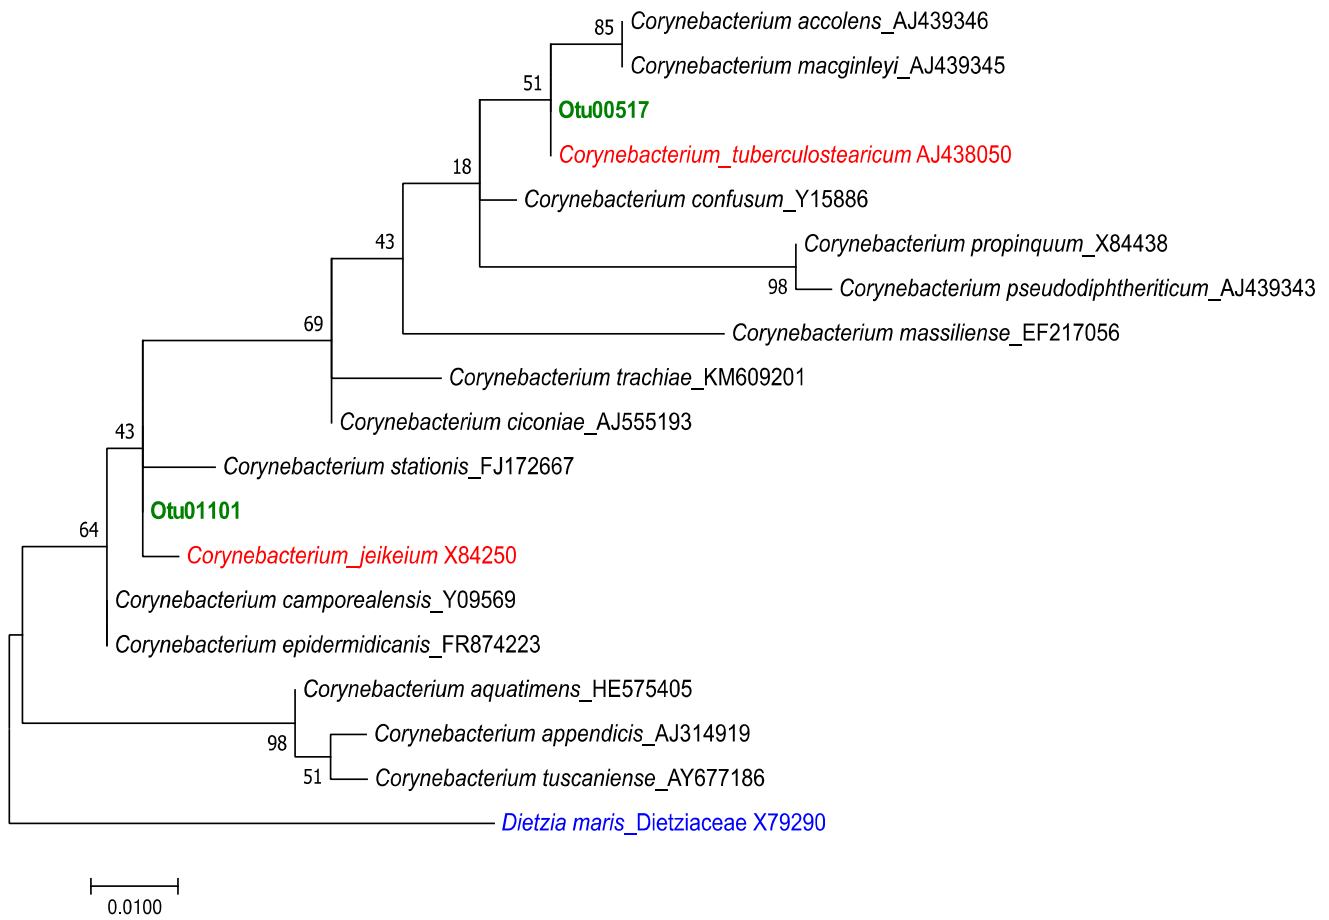 85
Corynebacterium accolens_AJ439346
Corynebacterium macginleyi_AJ439345
51
Otu00517
Corynebacterium_tuberculostearicum AJ438050
18
Corynebacterium confusum_Y15886
43
Corynebacterium propinquum_X84438
98
Corynebacterium pseudodiphtheriticum_AJ439343
69
Corynebacterium massiliense_EF217056
Corynebacterium trachiae_KM609201
43
Corynebacterium ciconiae_AJ555193
Corynebacterium stationis_FJ172667
Otu01101
64
Corynebacterium_jeikeium X84250
Corynebacterium camporealensis_Y09569
Corynebacterium epidermidicanis_FR874223
Corynebacterium aquatimens_HE575405
98
Corynebacterium appendicis_AJ314919
51
Corynebacterium tuscaniense_AY677186
Dietzia maris_Dietziaceae X79290
0.0100